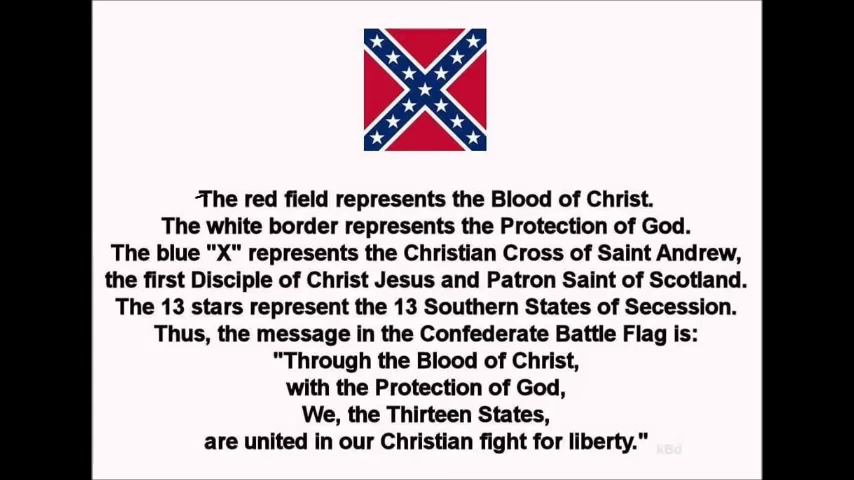 The red field represents the Blood of Christ.
The white border represents the Protection of God.
The blue "X" represents the Christian Cross of Saint Andrew,
the first Disciple of Christ Jesus and Patron Saint of Scotland.
The 13 stars represent the 13 Southern States of Secession.
Thus, the message in the Confederate Battle Flag is:
"Through the Blood of Christ,
with the Protection of God,
We, the Thirteen States,
are united in our Christian fight for liberty."
kBd